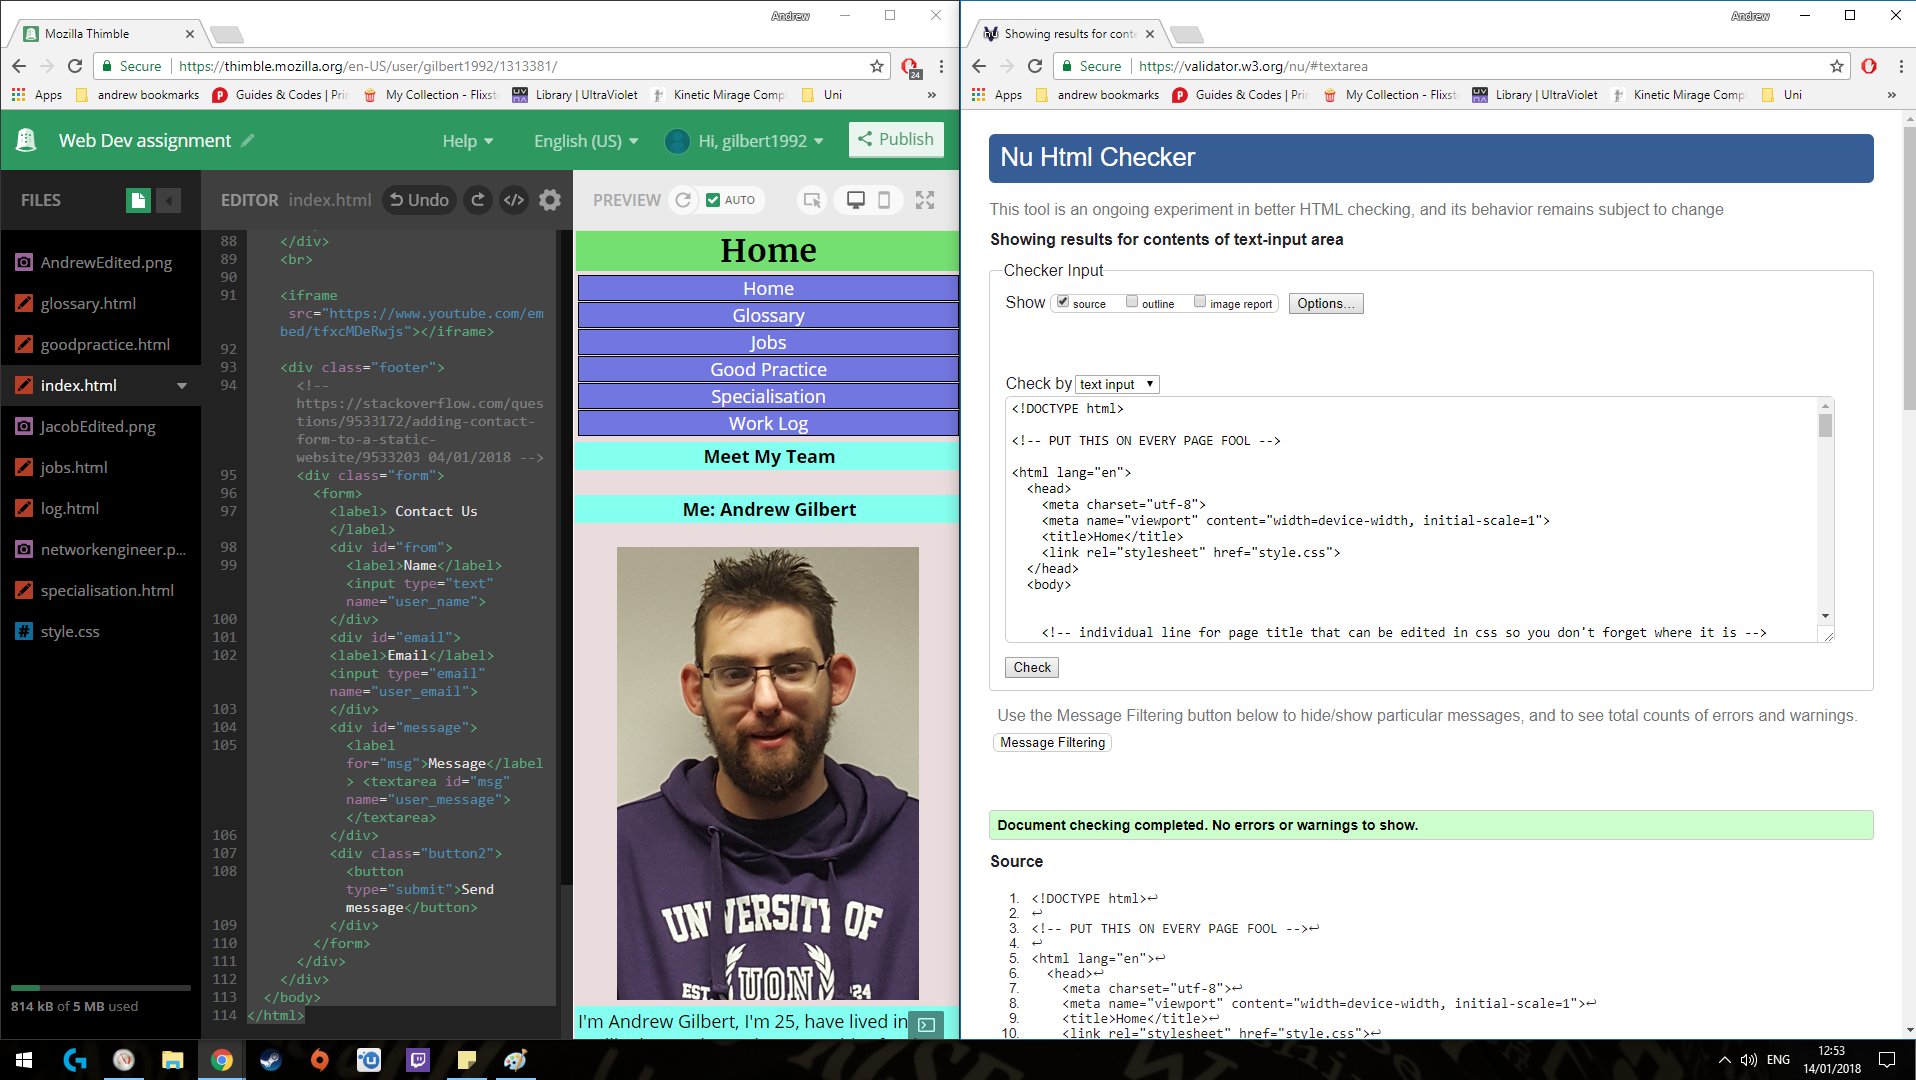 Andrew
Mozilla Thimble
Secure https://thimble.mozilla.org/en-US/user/gilbert1992/1313381/
24
Apps andrew bookmarks Guides & Codes | Pri My Collection - Flixst Library | UltraViolet Kinetic Mirage Comp Uni »
Web Dev assignment Help English (US) Hi, gilbert1992 Publish
FILES
AndrewEdited.png
glossary.html
goodpractice.html
index.html
JacobEdited.png
jobs.html
log.html
networkengineer.p...
specialisation.html
style.css
814 kB of 5 MB used
EDITOR index.html Undo
88 </div>
89 <br>
90
91 <iframe
src="https://www.youtube.com/em
bed/tfxcMDeRwjs"></iframe>
92
93 <div class="footer">
94 <!--
https://stackoverflow.com/ques
tions/9533172/adding-contact-
form-to-a-static-
website/9533203 04/01/2018 -->
95 <div class="form">
96 <form>
97 <label> Contact Us
</label>
98 <div id="from">
99 <label>Name</label>
<input type="text"
name="user_name">
100 </div>
101 <div id="email">
102 <label>Email</label>
<input type="email"
name="user_email">
103 </div>
104 <div id="message">
105 <label
for="msg">Message</label
> <textarea id="msg"
name="user_message">
</textarea>
106 </div>
107 <div class="button2">
108 <button
type="submit">Send
message</button>
109 </div>
110 </form>
111 </div>
112 </div>
113 </body>
114 </html>
PREVIEW AUTO
Home
Home
Glossary
Jobs
Good Practice
Specialisation
Work Log
Meet My Team
Me: Andrew Gilbert
UNIVERSITY OF
UON
EST. 24
I'm Andrew Gilbert, I'm 25, have lived in
Andrew
nu Showing results for conte
Secure https://validator.w3.org/nu/#textarea
Apps andrew bookmarks Guides & Codes | Pri My Collection - Flixst Library | UltraViolet Kinetic Mirage Comp Uni »
Nu Html Checker
This tool is an ongoing experiment in better HTML checking, and its behavior remains subject to change
Showing results for contents of text-input area
Checker Input
Show source outline image report Options...
Check by text input
<!DOCTYPE html>
<!-- PUT THIS ON EVERY PAGE FOOL -->
<html lang="en">
<head>
<meta charset="utf-8">
<meta name="viewport" content="width=device-width, initial-scale=1">
<title>Home</title>
<link rel="stylesheet" href="style.css">
</head>
<body>
<!-- individual line for page title that can be edited in css so you don't forget where it is -->
Check
Use the Message Filtering button below to hide/show particular messages, and to see total counts of errors and warnings.
Message Filtering
Document checking completed. No errors or warnings to show.
Source
1. <!DOCTYPE html>↩
2. ↩
3. <!-- PUT THIS ON EVERY PAGE FOOL -->↩
4. ↩
5. <html lang="en">↩
6. <head>↩
7. <meta charset="utf-8">↩
8. <meta name="viewport" content="width=device-width, initial-scale=1">↩
9. <title>Home</title>↩
10. <link rel="stylesheet" href="style.css">↩
ENG
12:53
14/01/2018